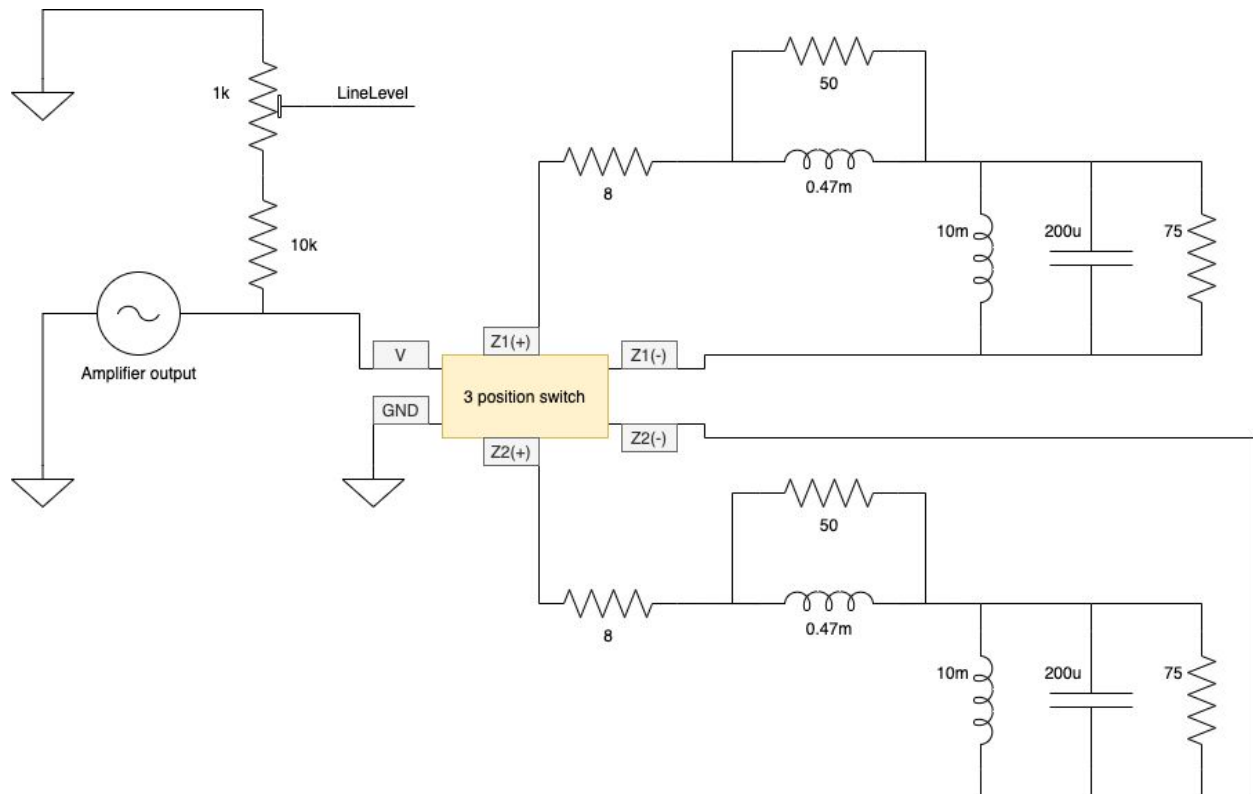 50
1k
LineLevel
8
0.47m
10k
10m
200u
75
Z1(+)
V
Z1(-)
Amplifier output
3 position switch
GND
Z2(+)
Z2(-)
50
8
0.47m
10m
200u
75